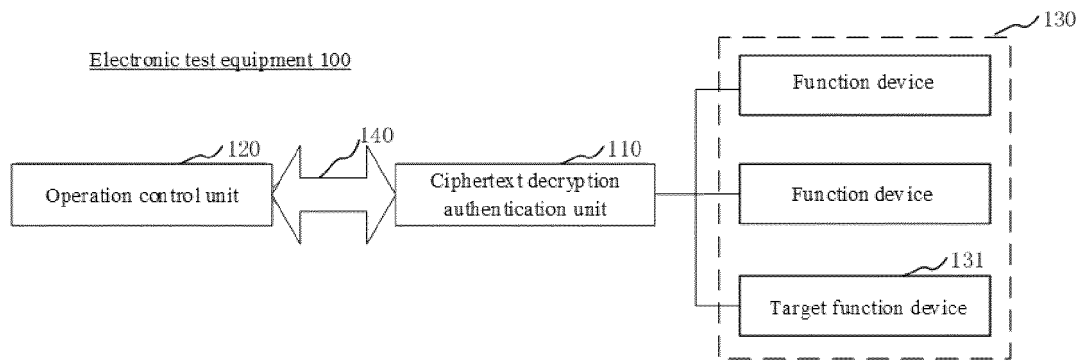 130
Electronic test equipment 100
Function device
120
140
110
Operation control unit
Ciphertext decryption
authentication unit
Function device
131
Target function device